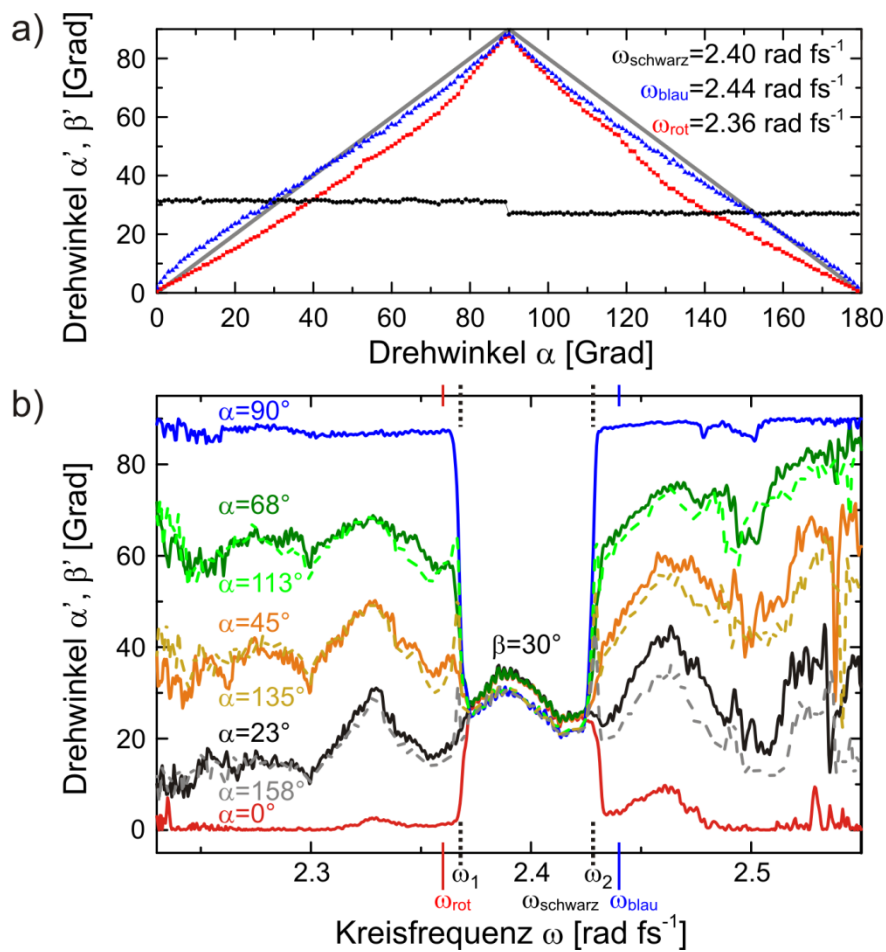 a)
Drehwinkel α', β' [Grad]
80
60
40
20
0
ωschwarz=2.40 rad fs-1
ωblau=2.44 rad fs-1
ωrot=2.36 rad fs-1
0 20 40 60 80 100 120 140 160 180
Drehwinkel α [Grad]
b)
Drehwinkel α', β' [Grad]
80
60
40
20
0
α=90°
α=68°
α=113°
α=45°
α=135°
α=23°
α=158°
α=0°
β=30°
2.3 2.4 2.5
ω1 ω2
ωrot ωschwarz ωblau
Kreisfrequenz ω [rad fs-1]